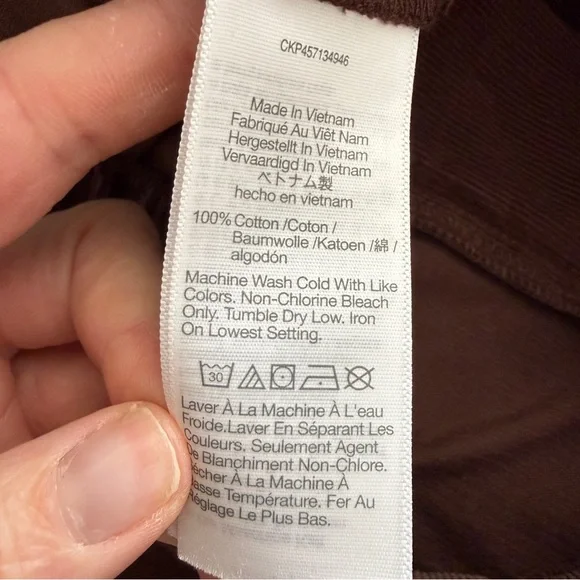 CKP457134946
Made In Vietnam
Fabriqué Au Viêt Nam
Hergestellt In Vietnam
Vervaardigd In Vietnam
ベトナム製
hecho en vietnam
100% Cotton /Coton /
Baumwolle /Katoen /綿 /
algodón
Machine Wash Cold With Like
Colors. Non-Chlorine Bleach
Only. Tumble Dry Low. Iron
On Lowest Setting.
30
Laver À La Machine À L'eau
Froide.Laver En Séparant Les
Couleurs. Seulement Agent
De Blanchiment Non-Chlore.
Sécher À La Machine À
Basse Température. Fer Au
Réglage Le Plus Bas.